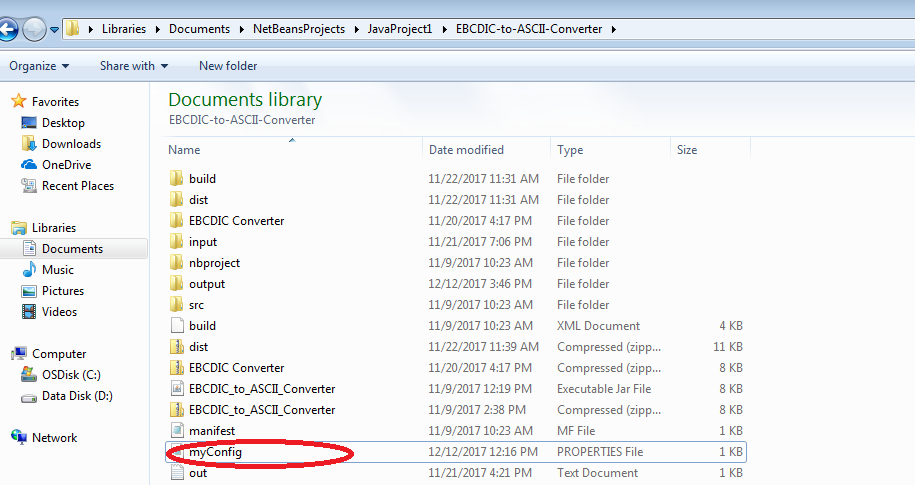 Libraries Documents NetBeansProjects JavaProject1 EBCDIC-to-ASCII-Converter
Organize Share with New folder
Favorites
Desktop
Downloads
OneDrive
Recent Places
Libraries
Documents
Music
Pictures
Videos
Computer
OSDisk (C:)
Data Disk (D:)
Network
Documents library
EBCDIC-to-ASCII-Converter
Name Date modified Type Size
build 11/22/2017 11:31 AM File folder
dist 11/22/2017 11:31 AM File folder
EBCDIC Converter 11/20/2017 4:17 PM File folder
input 11/21/2017 7:06 PM File folder
nbproject 11/9/2017 10:23 AM File folder
output 12/12/2017 3:46 PM File folder
src 11/9/2017 10:23 AM File folder
build 11/9/2017 10:23 AM XML Document 4 KB
dist 11/22/2017 11:39 AM Compressed (zipp... 11 KB
EBCDIC Converter 11/20/2017 4:17 PM Compressed (zipp... 8 KB
EBCDIC_to_ASCII_Converter 11/9/2017 12:19 PM Executable Jar File 8 KB
EBCDIC_to_ASCII_Converter 11/9/2017 2:38 PM Compressed (zipp... 8 KB
manifest 11/9/2017 10:23 AM MF File 1 KB
myConfig 12/12/2017 12:16 PM PROPERTIES File 1 KB
out 11/21/2017 4:21 PM Text Document 1 KB